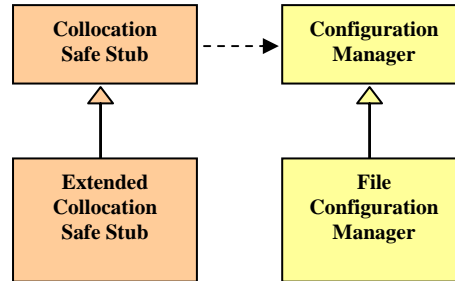 Collocation
Safe Stub
Configuration
Manager
Extended
Collocation
Safe Stub
File
Configuration
Manager